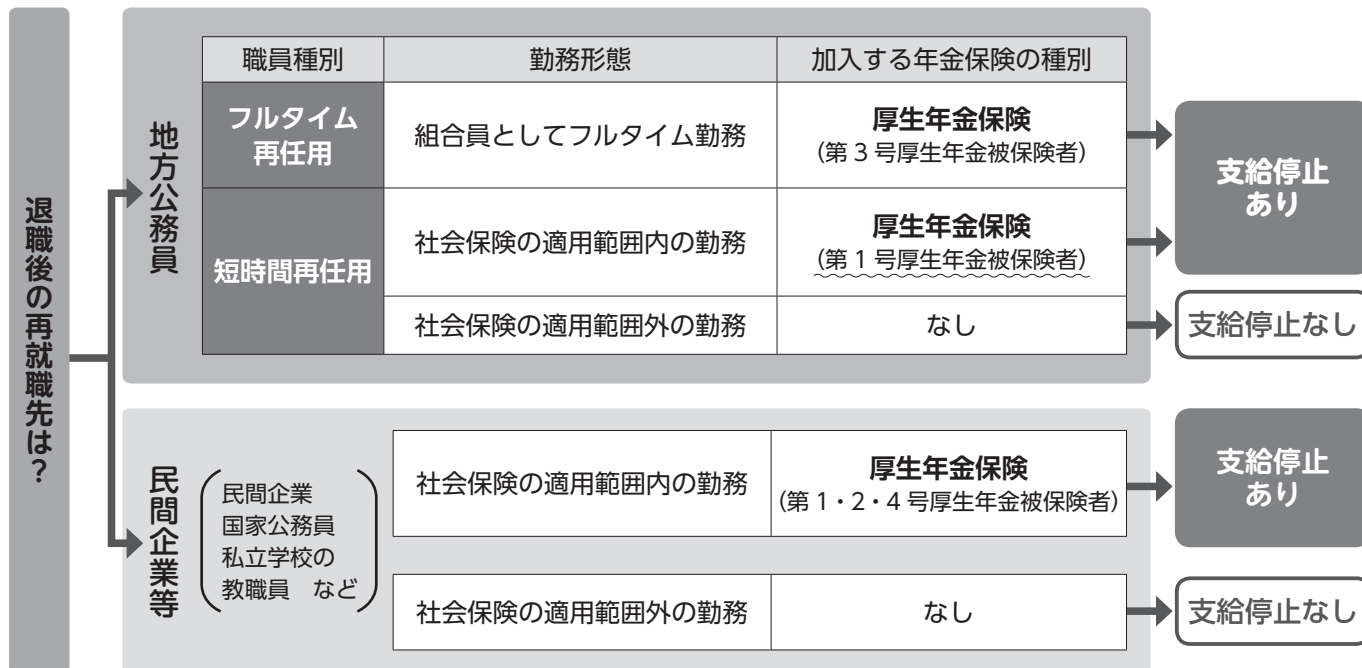 退職後の再就職先は？
地方公務員
職員種別 勤務形態 加入する年金保険の種別
フルタイム
再任用
組合員としてフルタイム勤務
厚生年金保険
（第３号厚生年金被保険者）
支給停止
あり
短時間再任用
社会保険の適用範囲内の勤務
厚生年金保険
（第１号厚生年金被保険者）
社会保険の適用範囲外の勤務
なし
支給停止なし
民間企業等
民間企業
国家公務員
私立学校の
教職員　など
社会保険の適用範囲内の勤務
厚生年金保険
（第１・２・４号厚生年金被保険者）
支給停止
あり
社会保険の適用範囲外の勤務
なし
支給停止なし